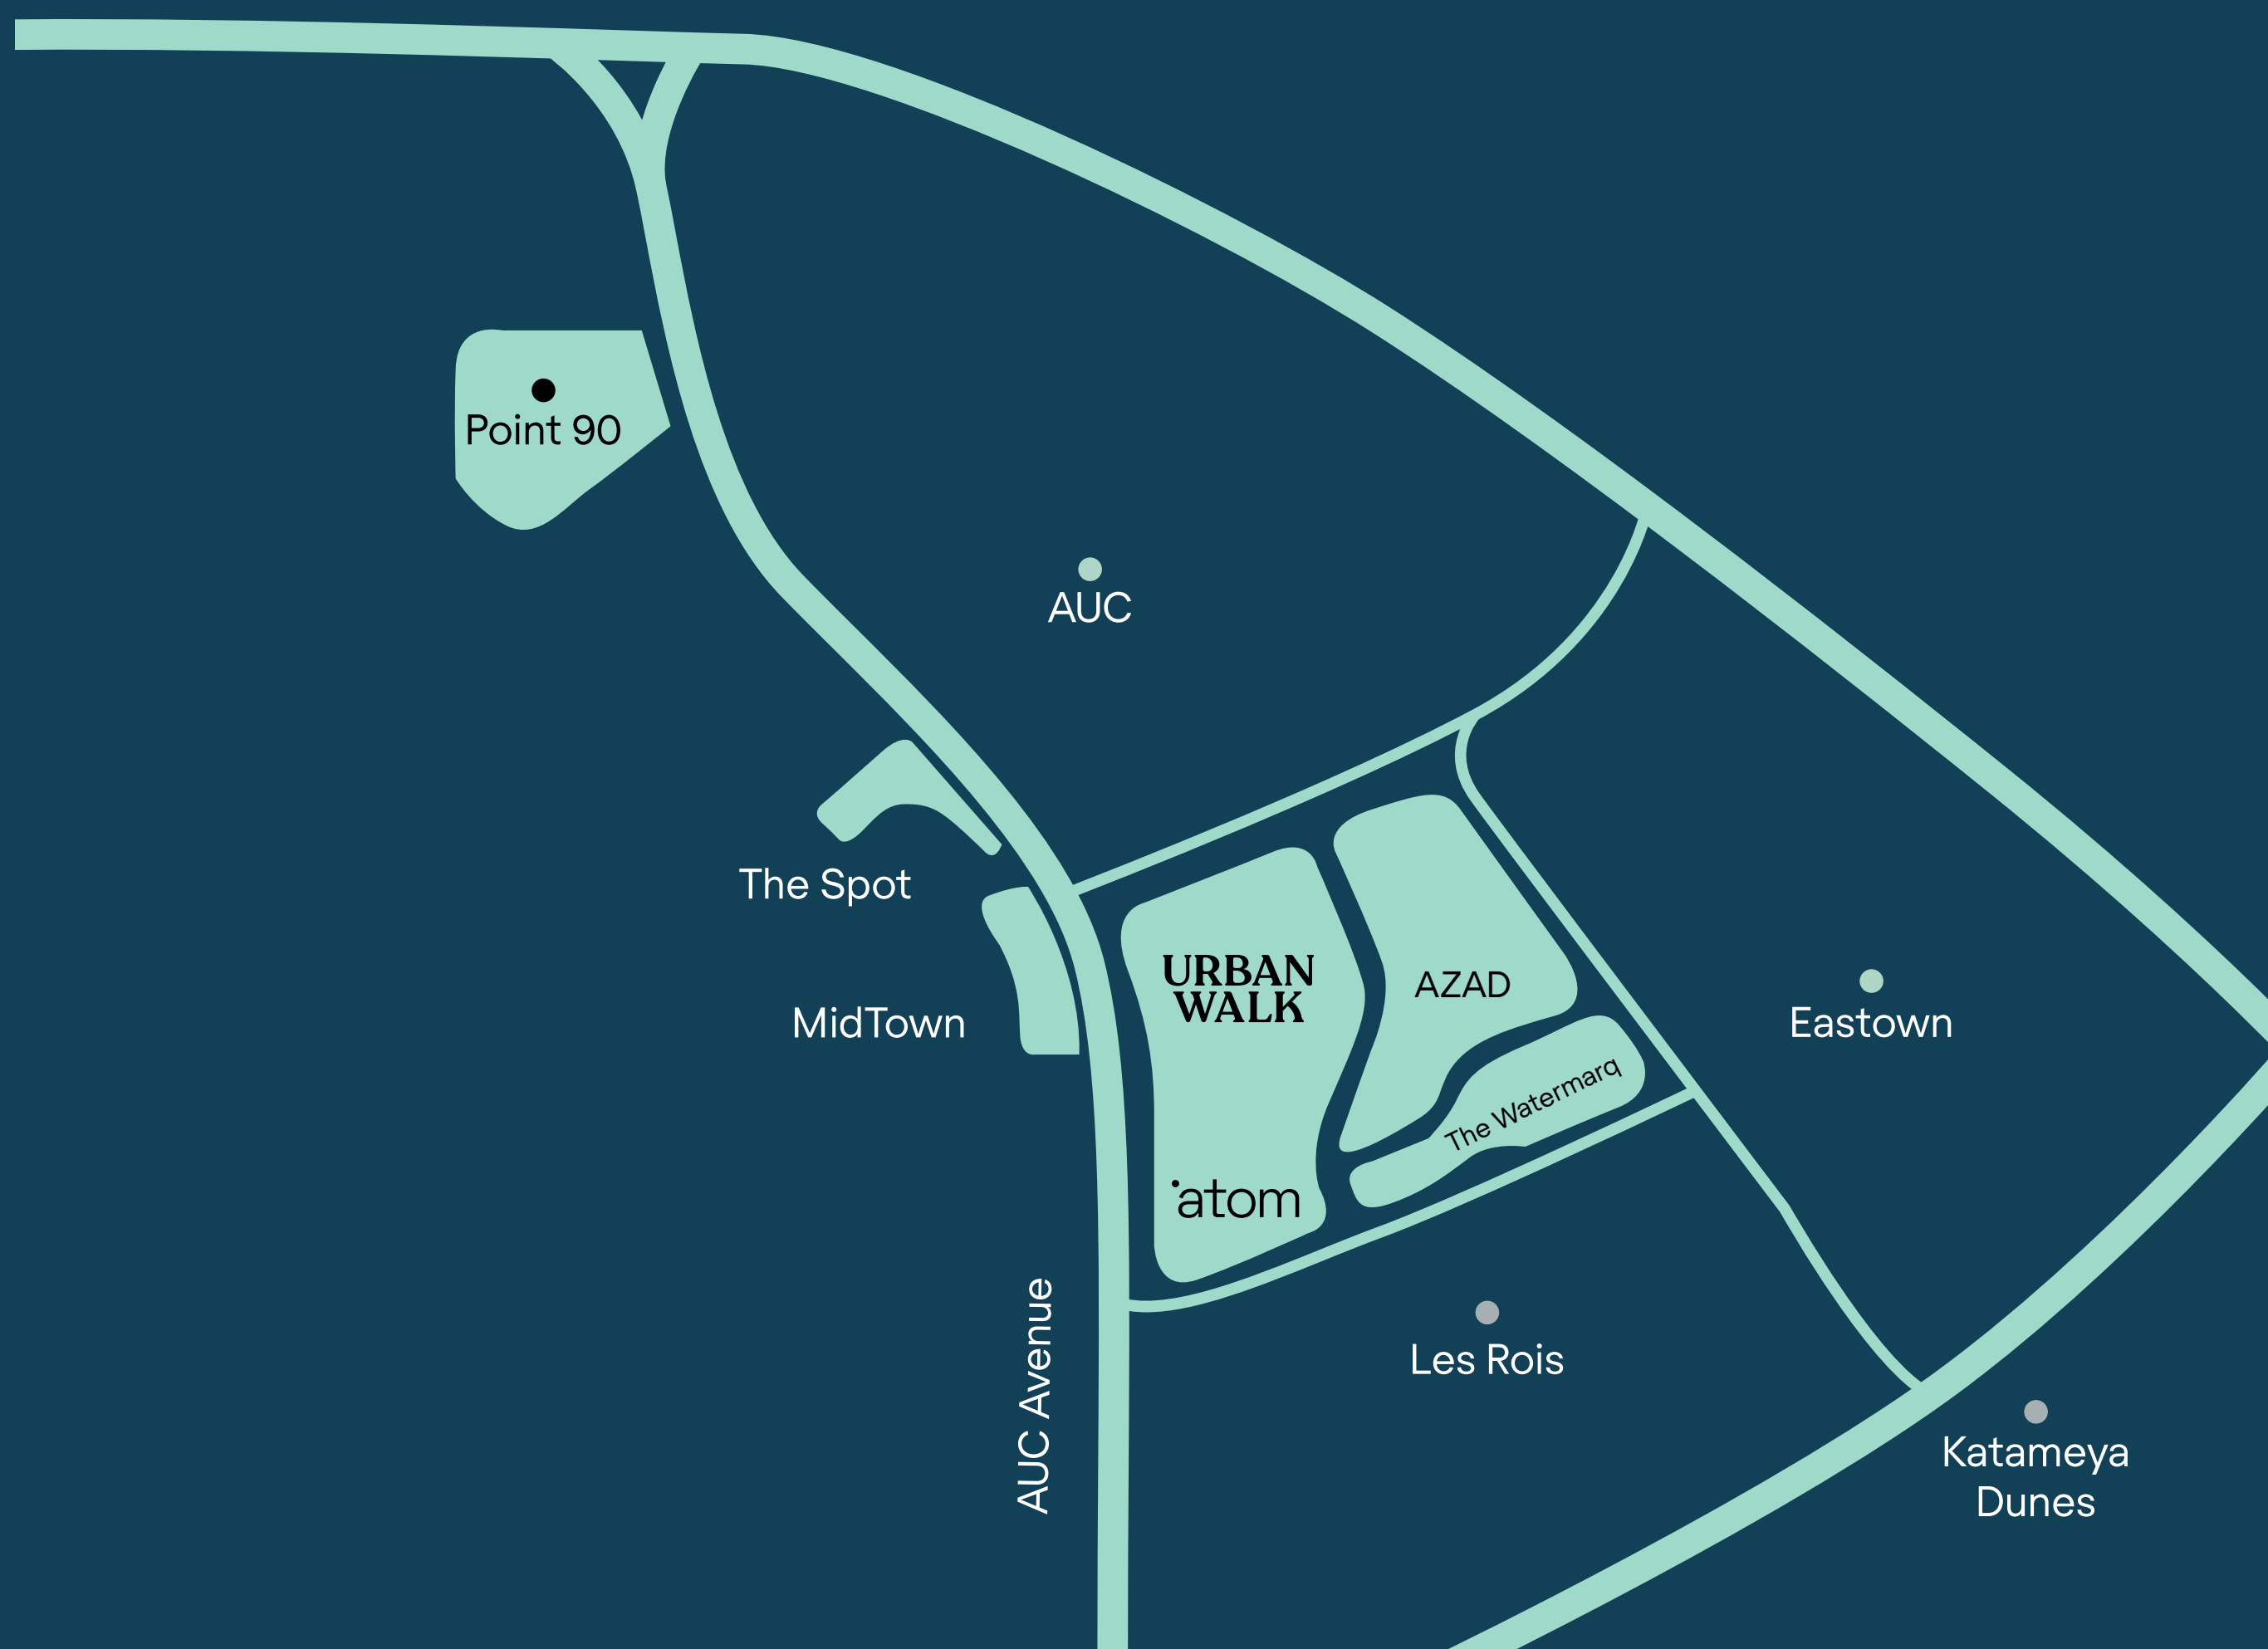 Point 90
AUC
The Spot
MidTown
URBAN
WALK
AZAD
The Watermarq
atom
Eastown
AUC Avenue
Les Rois
Katameya
Dunes